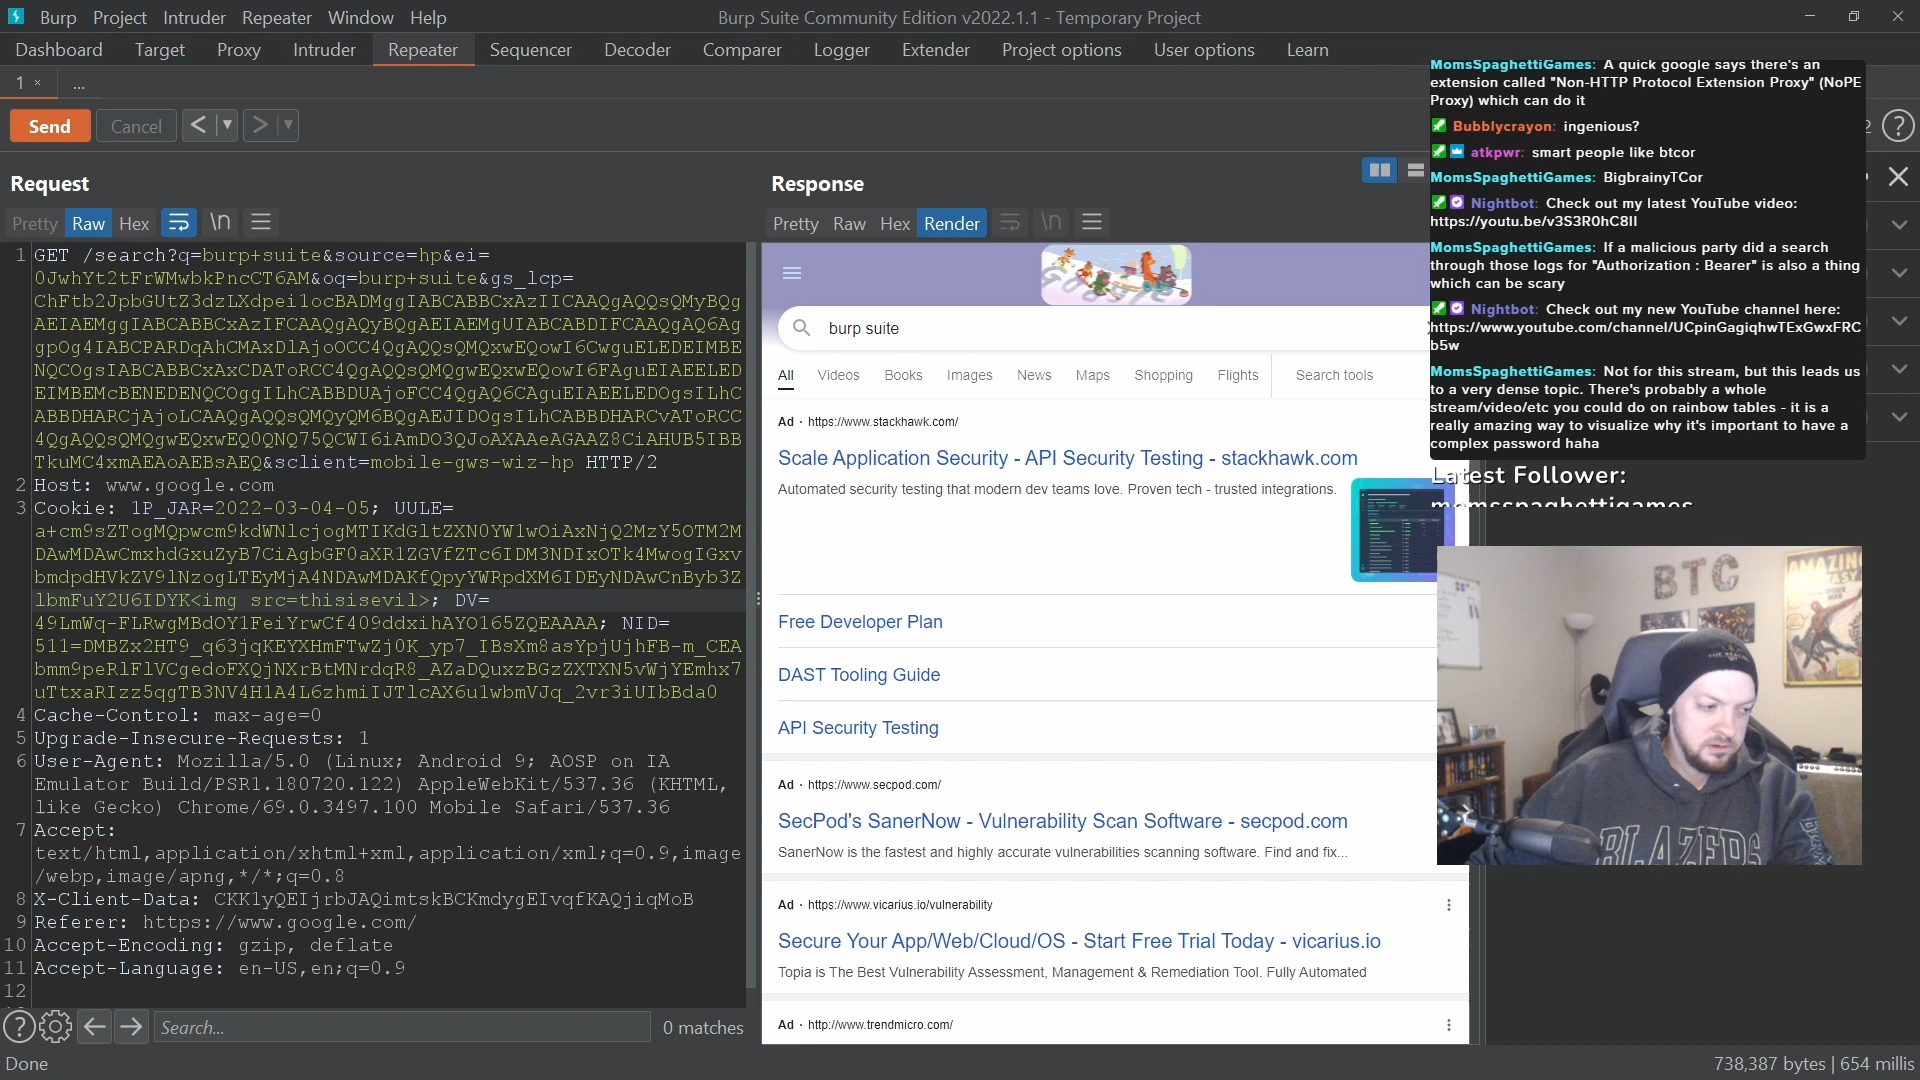 Burp Project Intruder Repeater Window Help
Burp Suite Community Edition v2022.1.1 - Temporary Project
Dashboard Target Proxy Intruder Repeater Sequencer Decoder Comparer Logger Extender Project options User options Learn
1 × ...
Send Cancel < >
Request
Pretty Raw Hex \n
1 GET /search?q=burp+suite&source=hp&ei=
0JwhYt2tFrWMwbkPncCT6AM&oq=burp+suite&gs_lcp=
ChFtb2JpbGUtZ3dzLXdpei1ocBADMggIABCABBCxAzIICAAQgAQQsQMyBQg
AEIAEMggIABCABBCxAzIFCAAQgAQyBQgAEIAEMgUIABCABDIFCAAQgAQ6Ag
gpOg4IABCPARDqAhCMAxDlAjoOCC4QgAQQsQMQxwEQowI6CwguELEDEIMBE
NQCOgsIABCABBCxAxCDAToRCC4QgAQQsQMQgwEQxwEQowI6FAguEIAEELED
EIMBEMcBENEDENQCOggILhCABBDUAjoFCC4QgAQ6CAguEIAEELEDOgsILhC
ABBDHARCjAjoLCAAQgAQQsQMQyQM6BQgAEJIDOgsILhCABBDHARCvAToRCC
4QgAQQsQMQgwEQxwEQ0QNQ75QCWI6iAmDO3QJoAXAAeAGAAZ8CiAHUB5IBB
TkuMC4xmAEAoAEBsAEQ&sclient=mobile-gws-wiz-hp HTTP/2
2 Host: www.google.com
3 Cookie: 1P_JAR=2022-03-04-05; UULE=
a+cm9sZTogMQpwcm9kdWNlcjogMTIKdGltZXN0YW1wOiAxNjQ2MzY5OTM2M
DAwMDAwCmxhdGxuZyB7CiAgbGF0aXR1ZGVfZTc6IDM3NDIxOTk4MwogIGxv
bmdpdHVkZV9lNzogLTEyMjA4NDAwMDAKfQpyYWRpdXM6IDEyNDAwCnByb3Z
lbmFuY2U6IDYK<img src=thisisevil>; DV=
49LmWq-FLRwgMBdOY1FeiYrwCf409ddxihAYO165ZQEAAAA; NID=
511=DMBZx2HT9_q63jqKEYXHmFTwZj0K_yp7_IBsXm8asYpjUjhFB-m_CEA
bmm9peRlFlVCgedoFXQjNXrBtMNrdqR8_AZaDQuxzBGzZXTXN5vWjYEmhx7
uTtxaRIzz5qgTB3NV4H1A4L6zhmiIJTlcAX6u1wbmVJq_2vr3iUIbBda0
4 Cache-Control: max-age=0
5 Upgrade-Insecure-Requests: 1
6 User-Agent: Mozilla/5.0 (Linux; Android 9; AOSP on IA
Emulator Build/PSR1.180720.122) AppleWebKit/537.36 (KHTML,
like Gecko) Chrome/69.0.3497.100 Mobile Safari/537.36
7 Accept:
text/html,application/xhtml+xml,application/xml;q=0.9,image
/webp,image/apng,*/*;q=0.8
8 X-Client-Data: CKK1yQEIjrbJAQimtskBCKmdygEIvqfKAQjiqMoB
9 Referer: https://www.google.com/
10 Accept-Encoding: gzip, deflate
11 Accept-Language: en-US,en;q=0.9
12
Search...
0 matches
Done
Response
Pretty Raw Hex Render \n
burp suite
All Videos Books Images News Maps Shopping Flights Search tools
Ad · https://www.stackhawk.com/
Scale Application Security - API Security Testing - stackhawk.com
Automated security testing that modern dev teams love. Proven tech - trusted integrations.
Free Developer Plan
DAST Tooling Guide
API Security Testing
Ad · https://www.secpod.com/
SecPod's SanerNow - Vulnerability Scan Software - secpod.com
SanerNow is the fastest and highly accurate vulnerabilities scanning software. Find and fix...
Ad · https://www.vicarius.io/vulnerability
Secure Your App/Web/Cloud/OS - Start Free Trial Today - vicarius.io
Topia is The Best Vulnerability Assessment, Management & Remediation Tool. Fully Automated
Ad · http://www.trendmicro.com/
738,387 bytes | 654 millis
MomsSpaghettiGames: A quick google says there's an
extension called "Non-HTTP Protocol Extension Proxy" (NoPE
Proxy) which can do it
Bubblycrayon: ingenious?
atkpwr: smart people like btcor
MomsSpaghettiGames: BigbrainyTCor
Nightbot: Check out my latest YouTube video:
https://youtu.be/v3S3R0hC8II
MomsSpaghettiGames: If a malicious party did a search
through those logs for "Authorization : Bearer" is also a thing
which can be scary
Nightbot: Check out my new YouTube channel here:
https://www.youtube.com/channel/UCpinGagiqhwTExGwxFRC
b5w
MomsSpaghettiGames: Not for this stream, but this leads us
to a very dense topic. There's probably a whole
stream/video/etc you could do on rainbow tables - it is a
really amazing way to visualize why it's important to have a
complex password haha
Latest Follower:
momsspaghettigames
BTC
BLAZERS